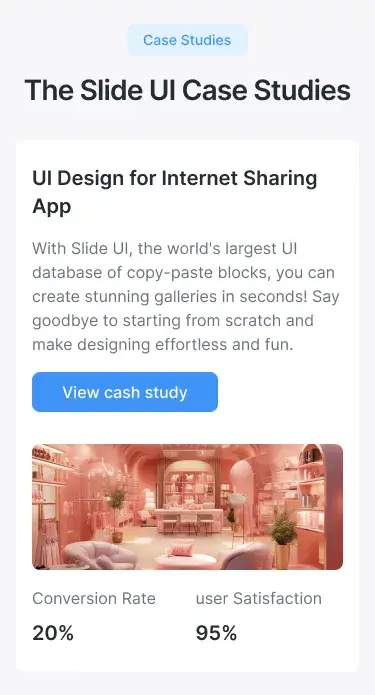 Case Studies
The Slide UI Case Studies
UI Design for Internet Sharing
App
With Slide UI, the world's largest UI
database of copy-paste blocks, you can
create stunning galleries in seconds! Say
goodbye to starting from scratch and
make designing effortless and fun.
View cash study
Conversion Rate
user Satisfaction
20%
95%